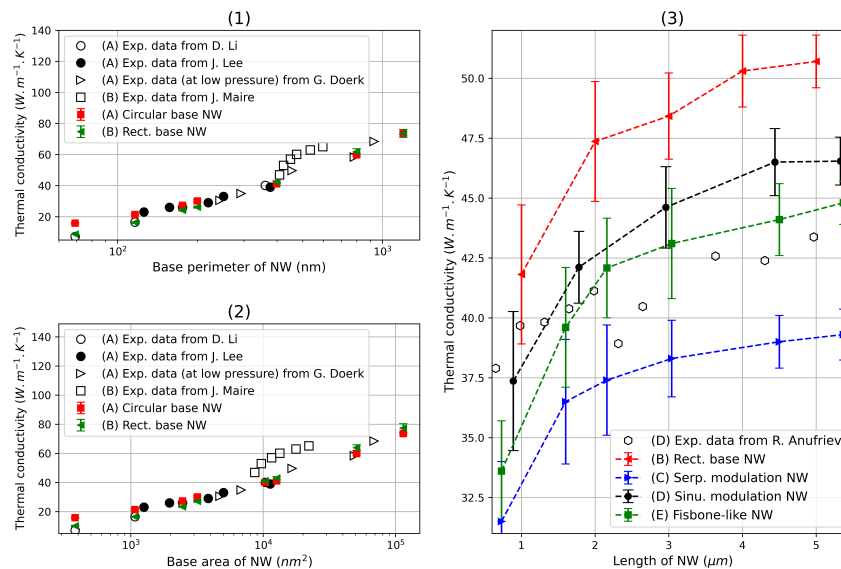 (1)
140
120
100
80
60
40
20
Thermal conductivity (W.m⁻¹.K⁻¹)
(A) Exp. data from D. Li
(A) Exp. data from J. Lee
(A) Exp. data (at low pressure) from G. Doerk
(B) Exp. data from J. Maire
(A) Circular base NW
(B) Rect. base NW
10² 10³
Base perimeter of NW (nm)
(2)
140
120
100
80
60
40
20
Thermal conductivity (W.m⁻¹.K⁻¹)
(A) Exp. data from D. Li
(A) Exp. data from J. Lee
(A) Exp. data (at low pressure) from G. Doerk
(B) Exp. data from J. Maire
(A) Circular base NW
(B) Rect. base NW
10³ 10⁴ 10⁵
Base area of NW (nm²)
(3)
50.0
47.5
45.0
42.5
40.0
37.5
35.0
32.5
Thermal conductivity (W.m⁻¹.K⁻¹)
(D) Exp. data from R. Anufriev
(B) Rect. base NW
(C) Serp. modulation NW
(D) Sinu. modulation NW
(E) Fisbone-like NW
1 2 3 4 5
Length of NW (μm)